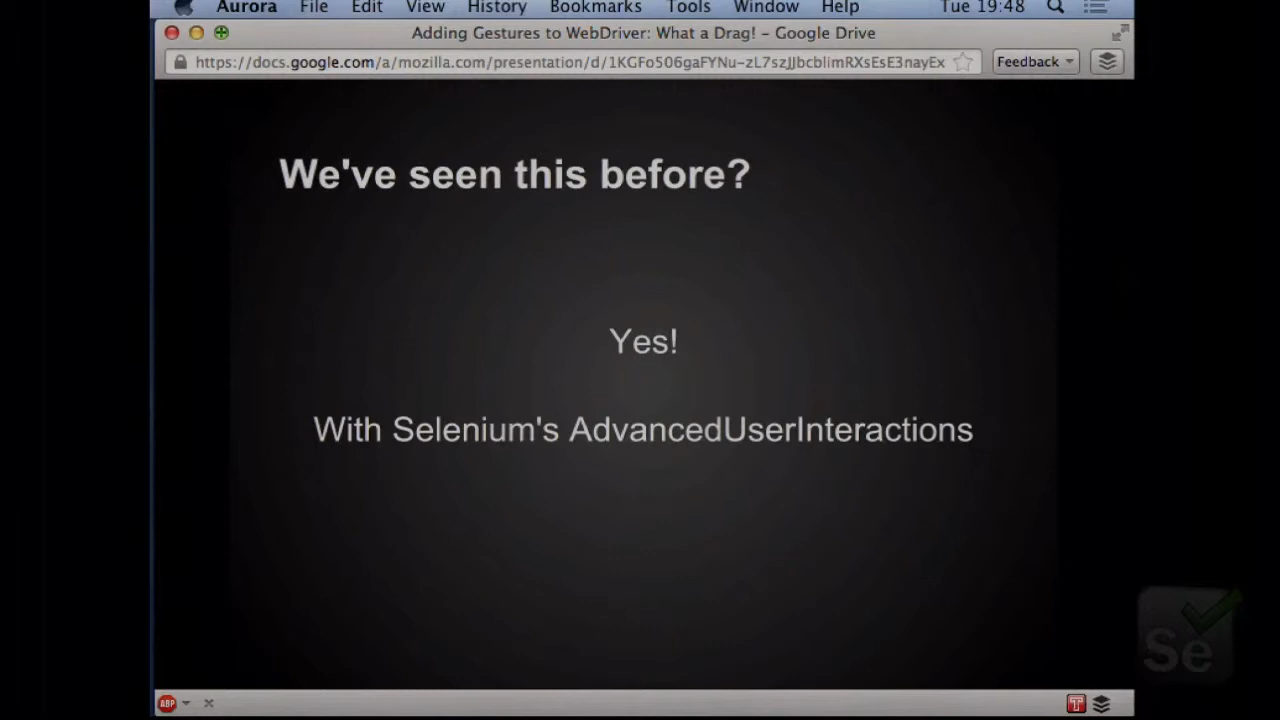 Aurora File Edit View History Bookmarks Tools Window Help Tue 19:48
Adding Gestures to WebDriver: What a Drag! – Google Drive
https://docs.google.com/a/mozilla.com/presentation/d/ Feedback
We've seen this before?
Yes!
With Selenium's AdvancedUserInteractions
Se
ABP T